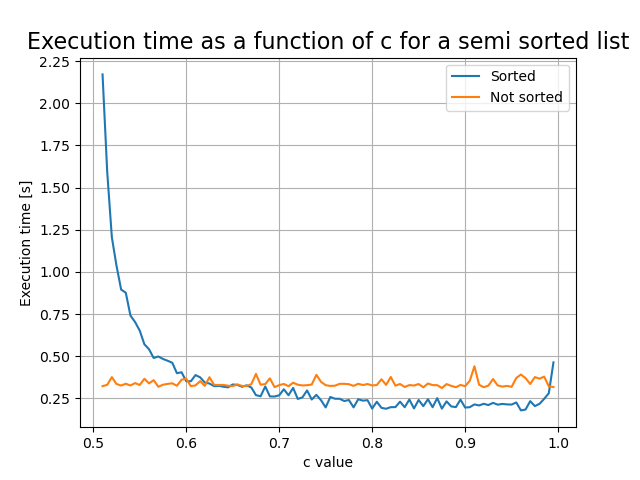 Execution time as a function of c for a semi sorted list
2.25
2.00
1.75
1.50
1.25
1.00
0.75
0.50
0.25
Execution time [s]
Sorted
Not sorted
0.5 0.6 0.7 0.8 0.9 1.0
c value